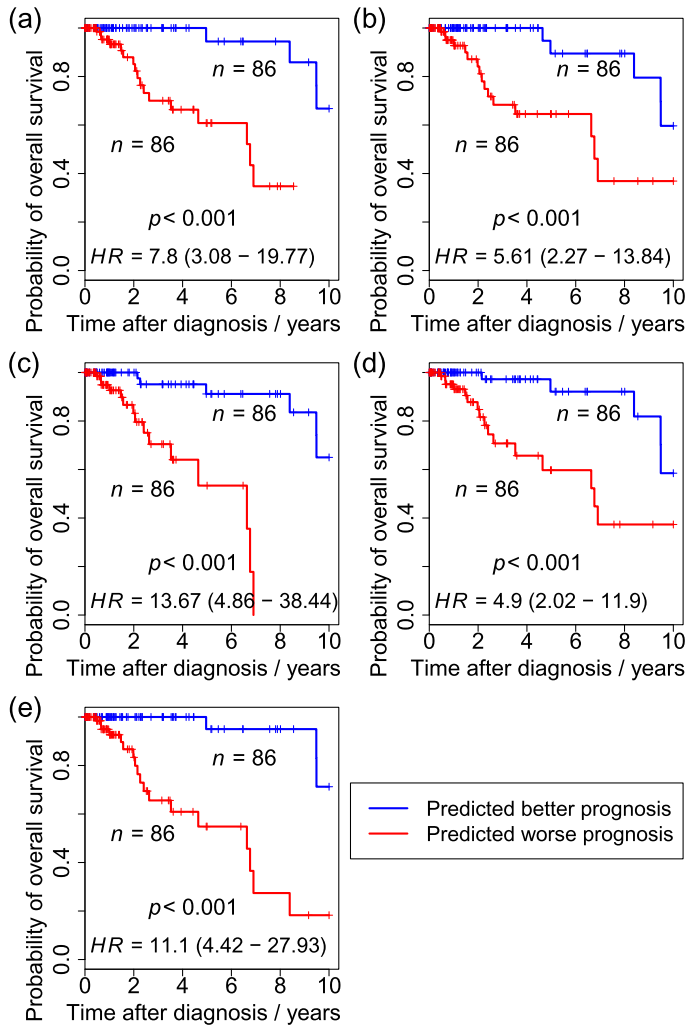 (a)
Probability of overall survival
0.0 0.4 0.8
n = 86
n = 86
p< 0.001
HR = 7.8 (3.08 − 19.77)
0 2 4 6 8 10
Time after diagnosis / years
(b)
Probability of overall survival
0.0 0.4 0.8
n = 86
n = 86
p< 0.001
HR = 5.61 (2.27 − 13.84)
0 2 4 6 8 10
Time after diagnosis / years
(c)
Probability of overall survival
0.0 0.4 0.8
n = 86
n = 86
p< 0.001
HR = 13.67 (4.86 − 38.44)
0 2 4 6 8 10
Time after diagnosis / years
(d)
Probability of overall survival
0.0 0.4 0.8
n = 86
n = 86
p< 0.001
HR = 4.9 (2.02 − 11.9)
0 2 4 6 8 10
Time after diagnosis / years
(e)
Probability of overall survival
0.0 0.4 0.8
n = 86
n = 86
p< 0.001
HR = 11.1 (4.42 − 27.93)
0 2 4 6 8 10
Time after diagnosis / years
Predicted better prognosis
Predicted worse prognosis